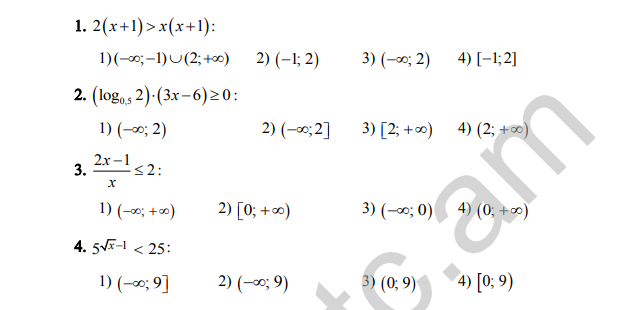 1. 2(x+1)>x(x+1):
1)(−∞;−1)∪(2;+∞) 2) (−1; 2) 3) (−∞; 2) 4) [−1;2]
2. (log₀,₅ 2)·(3x−6)≥0:
1) (−∞; 2) 2) (−∞;2] 3) [2; +∞) 4) (2; +∞)
3. (2x−1)/x ≤ 2:
1) (−∞; +∞) 2) [0; +∞) 3) (−∞; 0) 4) (0; +∞)
4. 5^(√x−1) < 25:
1) (−∞; 9] 2) (−∞; 9) 3) (0; 9) 4) [0; 9)
tc.am